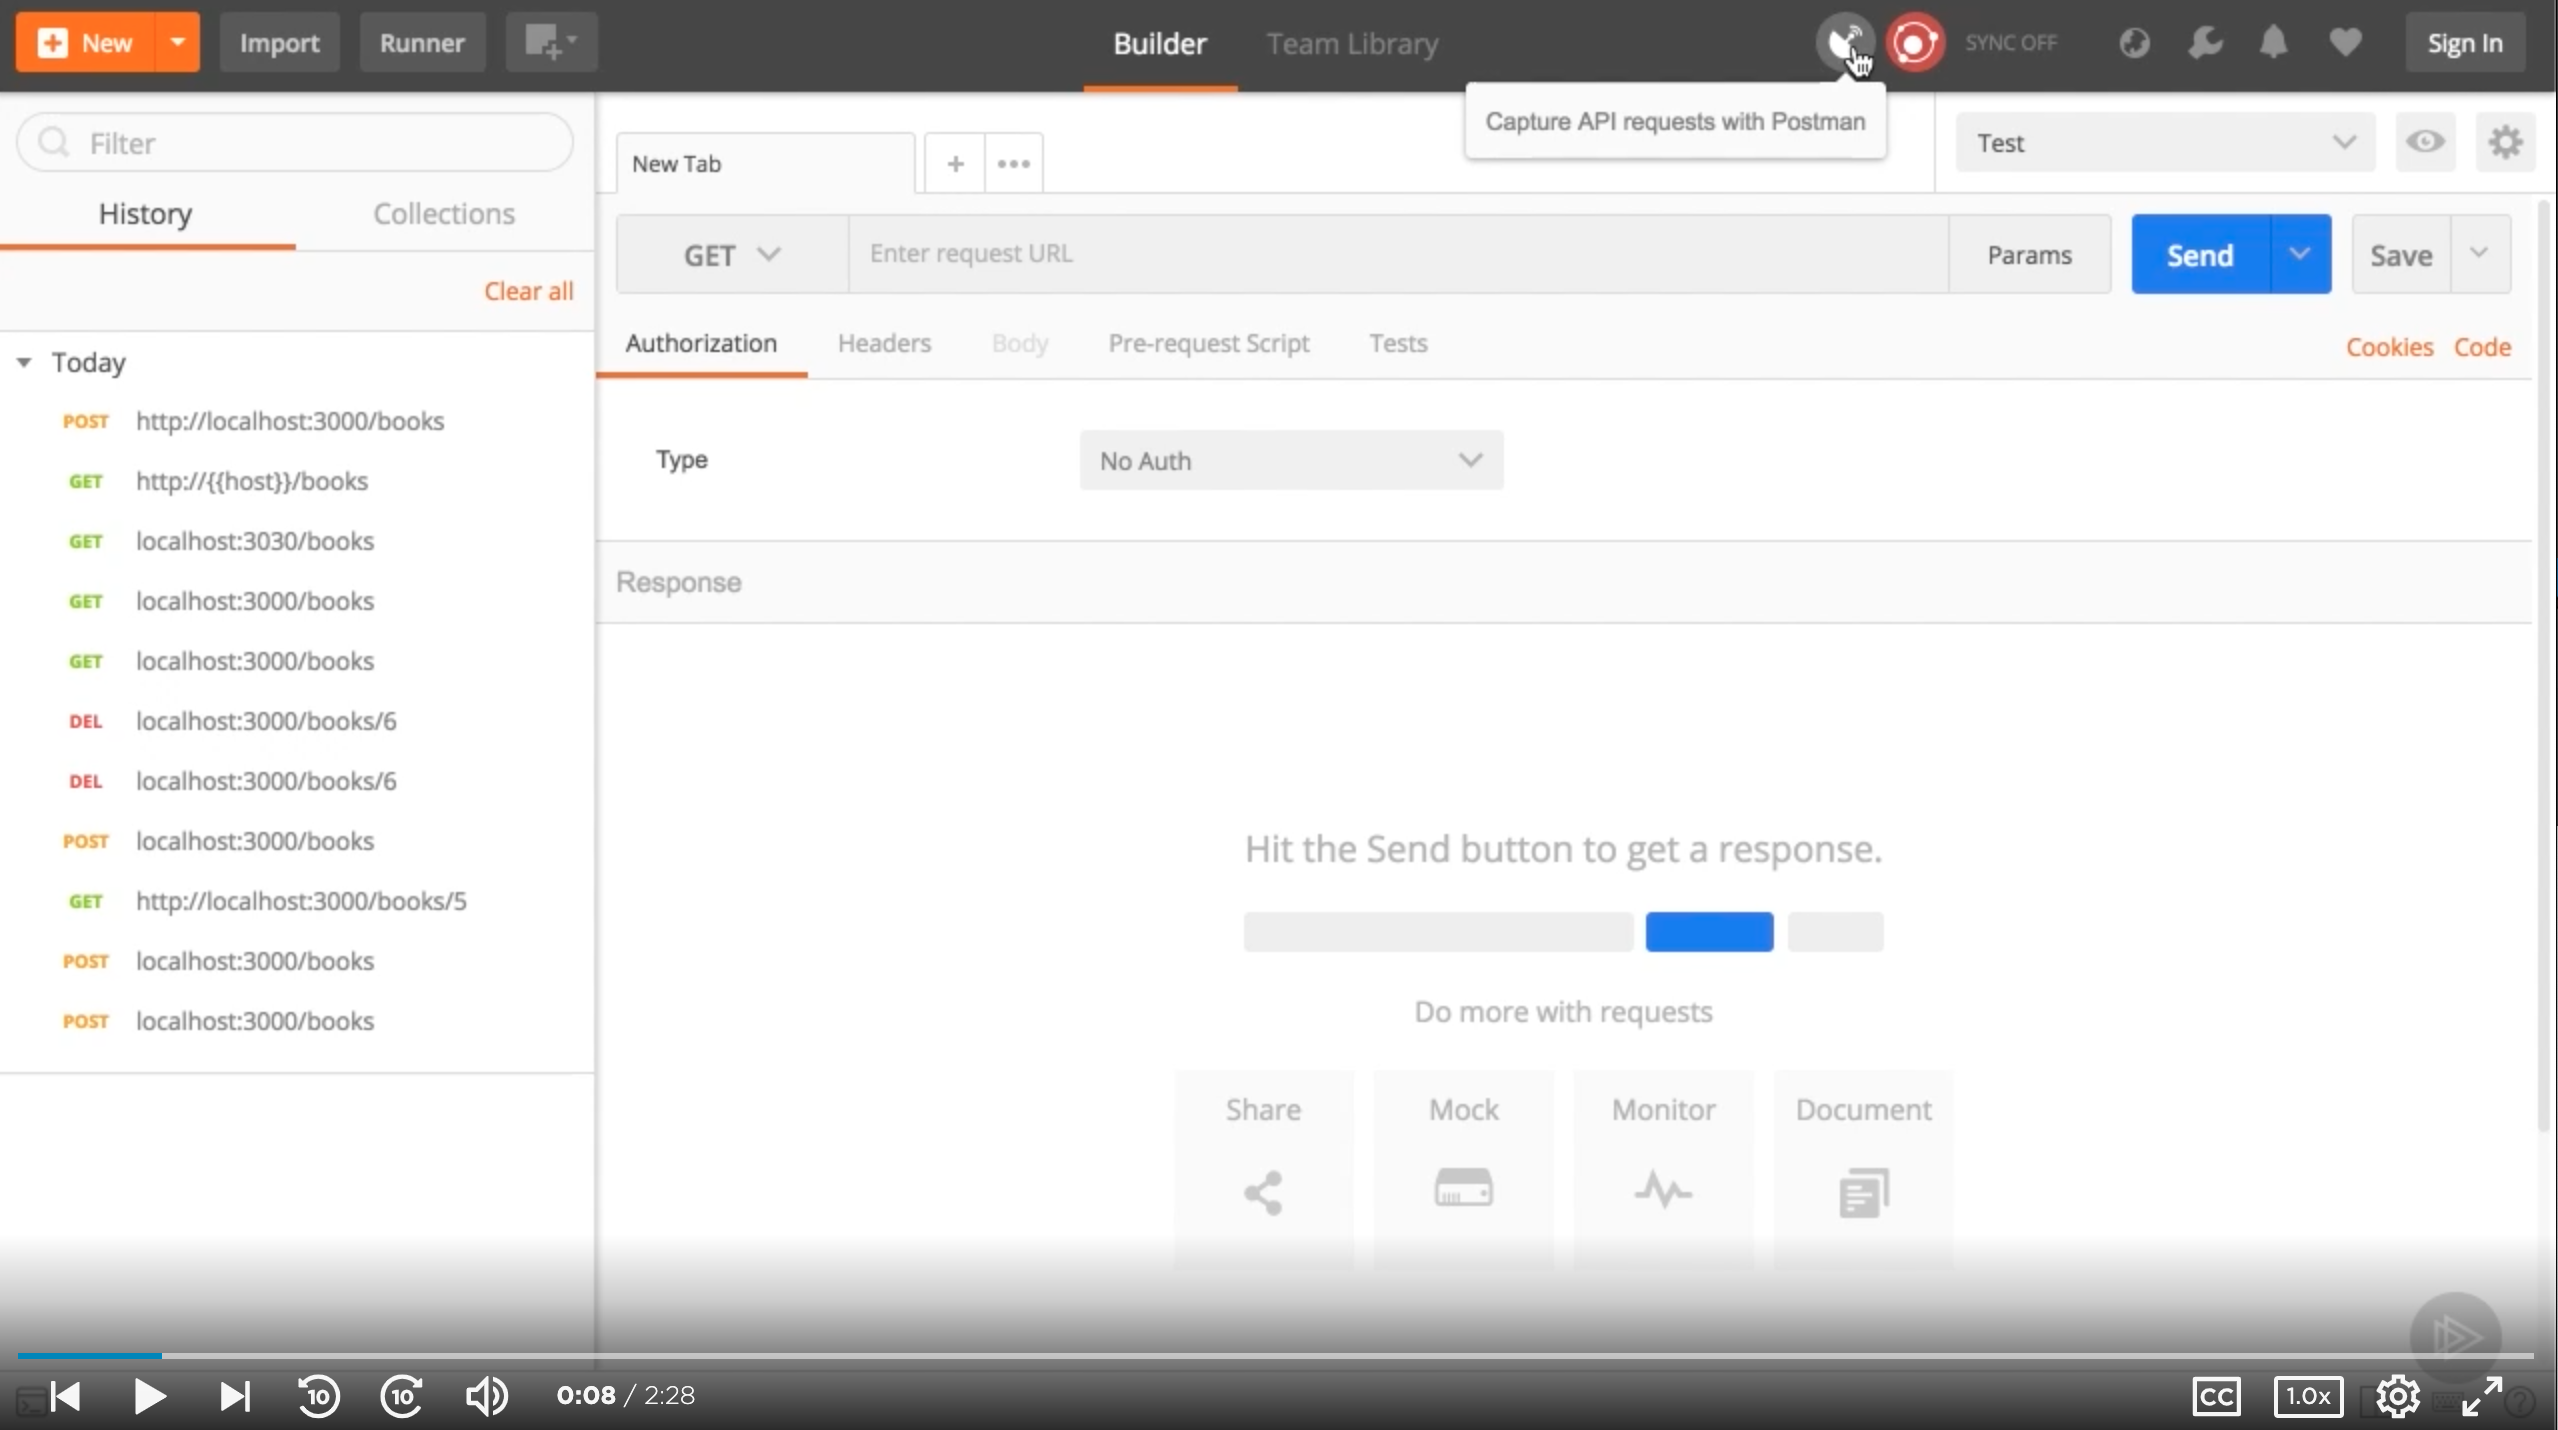 New
Import
Runner
Builder
Team Library
SYNC OFF
Sign In
Capture API requests with Postman
Filter
New Tab
+
•••
Test
History
Collections
GET
Enter request URL
Params
Send
Save
Clear all
Authorization
Headers
Body
Pre-request Script
Tests
Cookies
Code
Today
POST http://localhost:3000/books
GET http://{{host}}/books
GET localhost:3030/books
GET localhost:3000/books
GET localhost:3000/books
DEL localhost:3000/books/6
DEL localhost:3000/books/6
POST localhost:3000/books
GET http://localhost:3000/books/5
POST localhost:3000/books
POST localhost:3000/books
Type
No Auth
Response
Hit the Send button to get a response.
Do more with requests
Share
Mock
Monitor
Document
10
10
0:08 / 2:28
CC
1.0x